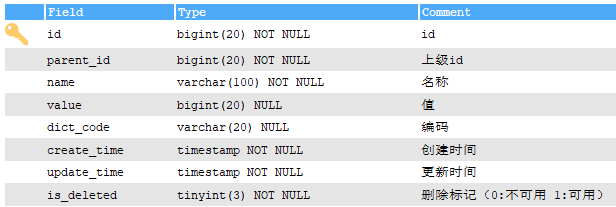 Field Type Comment
id bigint(20) NOT NULL id
parent_id bigint(20) NOT NULL 上级id
name varchar(100) NOT NULL 名称
value bigint(20) NULL 值
dict_code varchar(20) NULL 编码
create_time timestamp NOT NULL 创建时间
update_time timestamp NOT NULL 更新时间
is_deleted tinyint(3) NOT NULL 删除标记（0:不可用 1:可用）